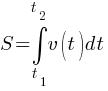 S = ∫_{t_1}^{t_2} v(t) dt